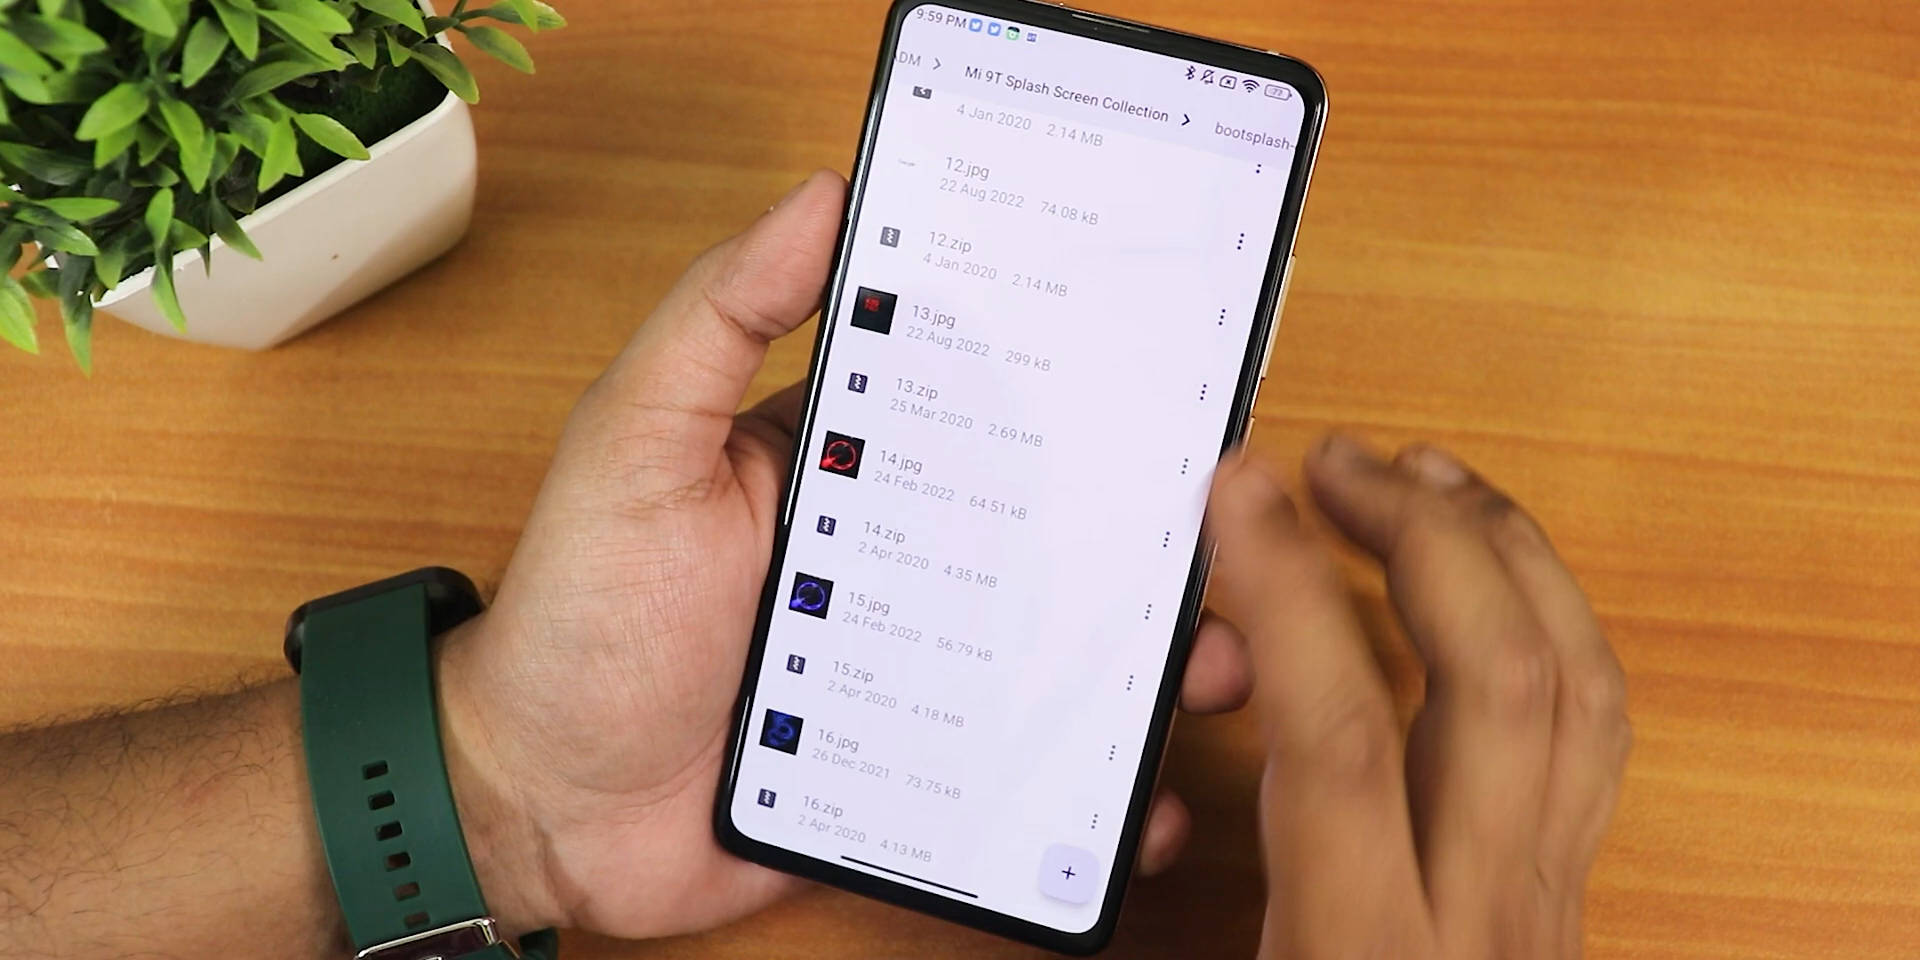 9:59 PM
77
DM > Mi 9T Splash Screen Collection > bootsplash-
4 Jan 2020 2.14 MB
12.jpg
22 Aug 2022 74.08 kB
12.zip
4 Jan 2020 2.14 MB
13.jpg
22 Aug 2022 299 kB
13.zip
25 Mar 2020 2.69 MB
14.jpg
24 Feb 2022 64.51 kB
14.zip
2 Apr 2020 4.35 MB
15.jpg
24 Feb 2022 56.79 kB
15.zip
2 Apr 2020 4.18 MB
16.jpg
26 Dec 2021 73.75 kB
16.zip
2 Apr 2020 4.13 MB